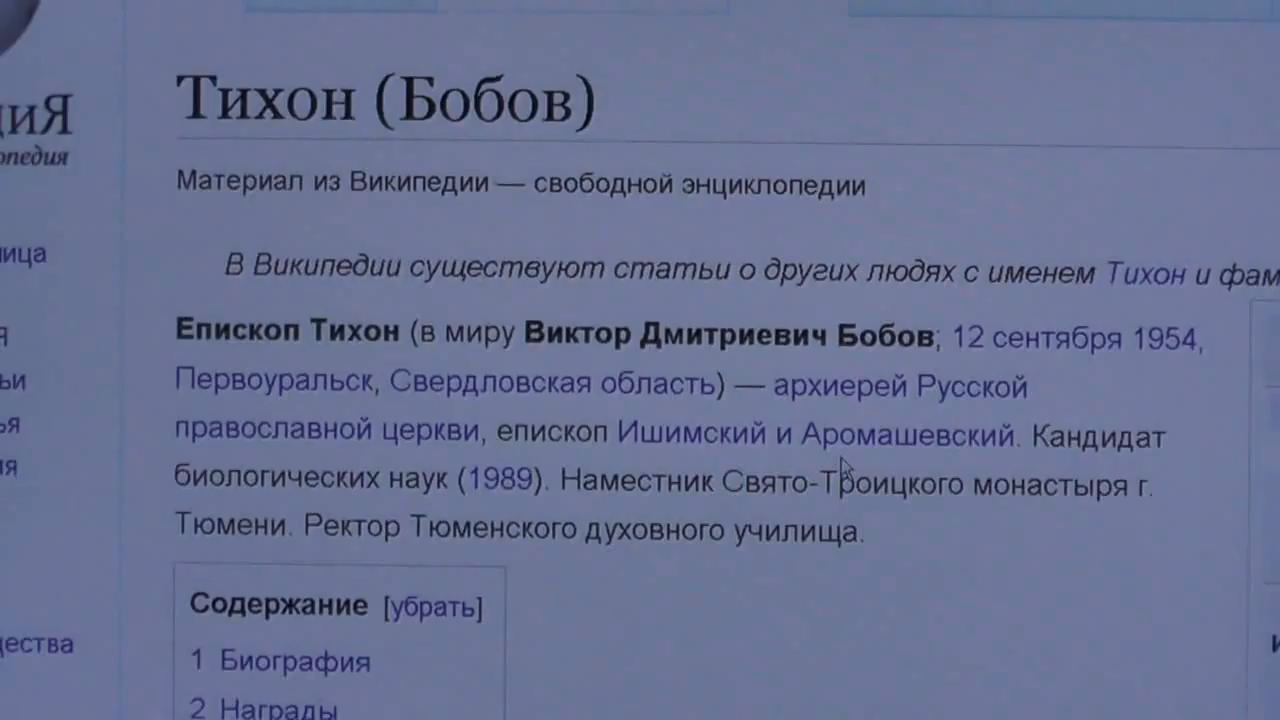 Тихон (Бобов)
Материал из Википедии — свободной энциклопедии
В Википедии существуют статьи о других людях с именем Тихон и
Епископ Тихон (в миру Виктор Дмитриевич Бобов; 12 сентября 1954,
Первоуральск, Свердловская область) — архиерей Русской
православной церкви, епископ Ишимский и Аромашевский. Кандидат
биологических наук (1989). Наместник Свято-Троицкого монастыря г.
Тюмени. Ректор Тюменского духовного училища.
Содержание [убрать]
1 Биография
2 Награды